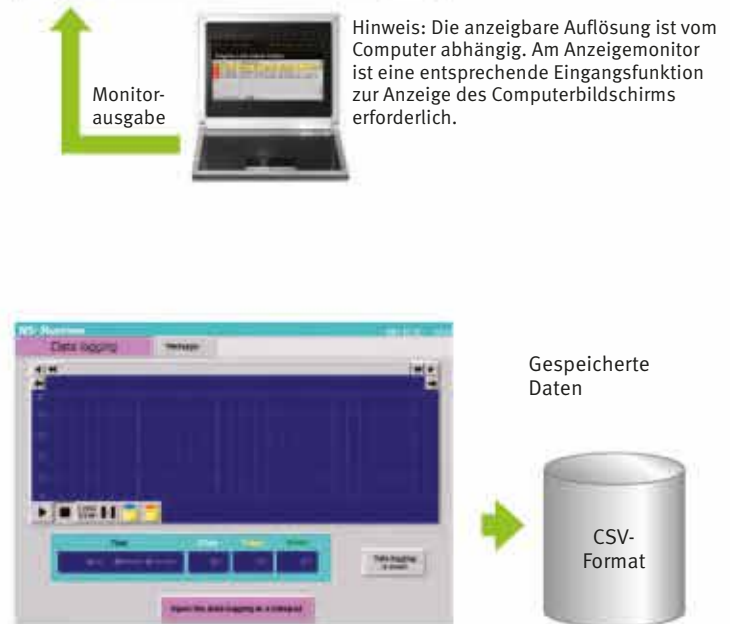 Hinweis: Die anzeigbare Auflösung ist vom
Computer abhängig. Am Anzeigemonitor
ist eine entsprechende Eingangsfunktion
zur Anzeige des Computerbildschirms
erforderlich.
Monitor-
ausgabe
NS-Runtime
Data logging
Message
Gespeicherte
Daten
CSV-
Format